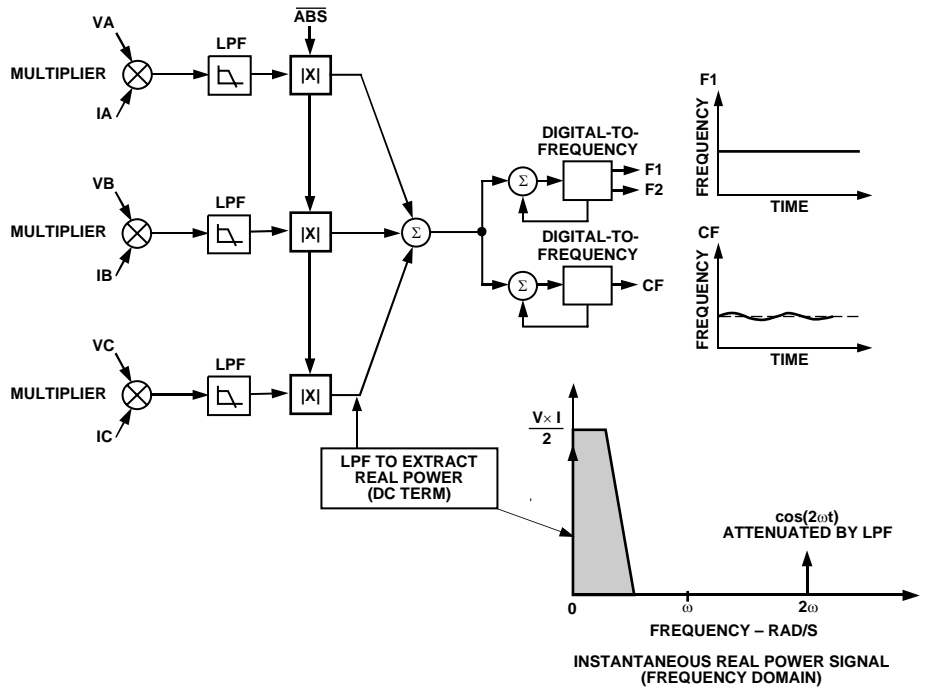 VA
ABS
LPF
MULTIPLIER
|X|
IA
F1
FREQUENCY
TIME
DIGITAL-TO-
FREQUENCY
Σ
F1
F2
VB
LPF
MULTIPLIER
|X|
Σ
IB
DIGITAL-TO-
FREQUENCY
Σ
CF
CF
FREQUENCY
TIME
VC
LPF
MULTIPLIER
|X|
IC
LPF TO EXTRACT
REAL POWER
(DC TERM)
V × I
2
cos(2ωt)
ATTENUATED BY LPF
0
ω
2ω
FREQUENCY – RAD/S
INSTANTANEOUS REAL POWER SIGNAL
(FREQUENCY DOMAIN)